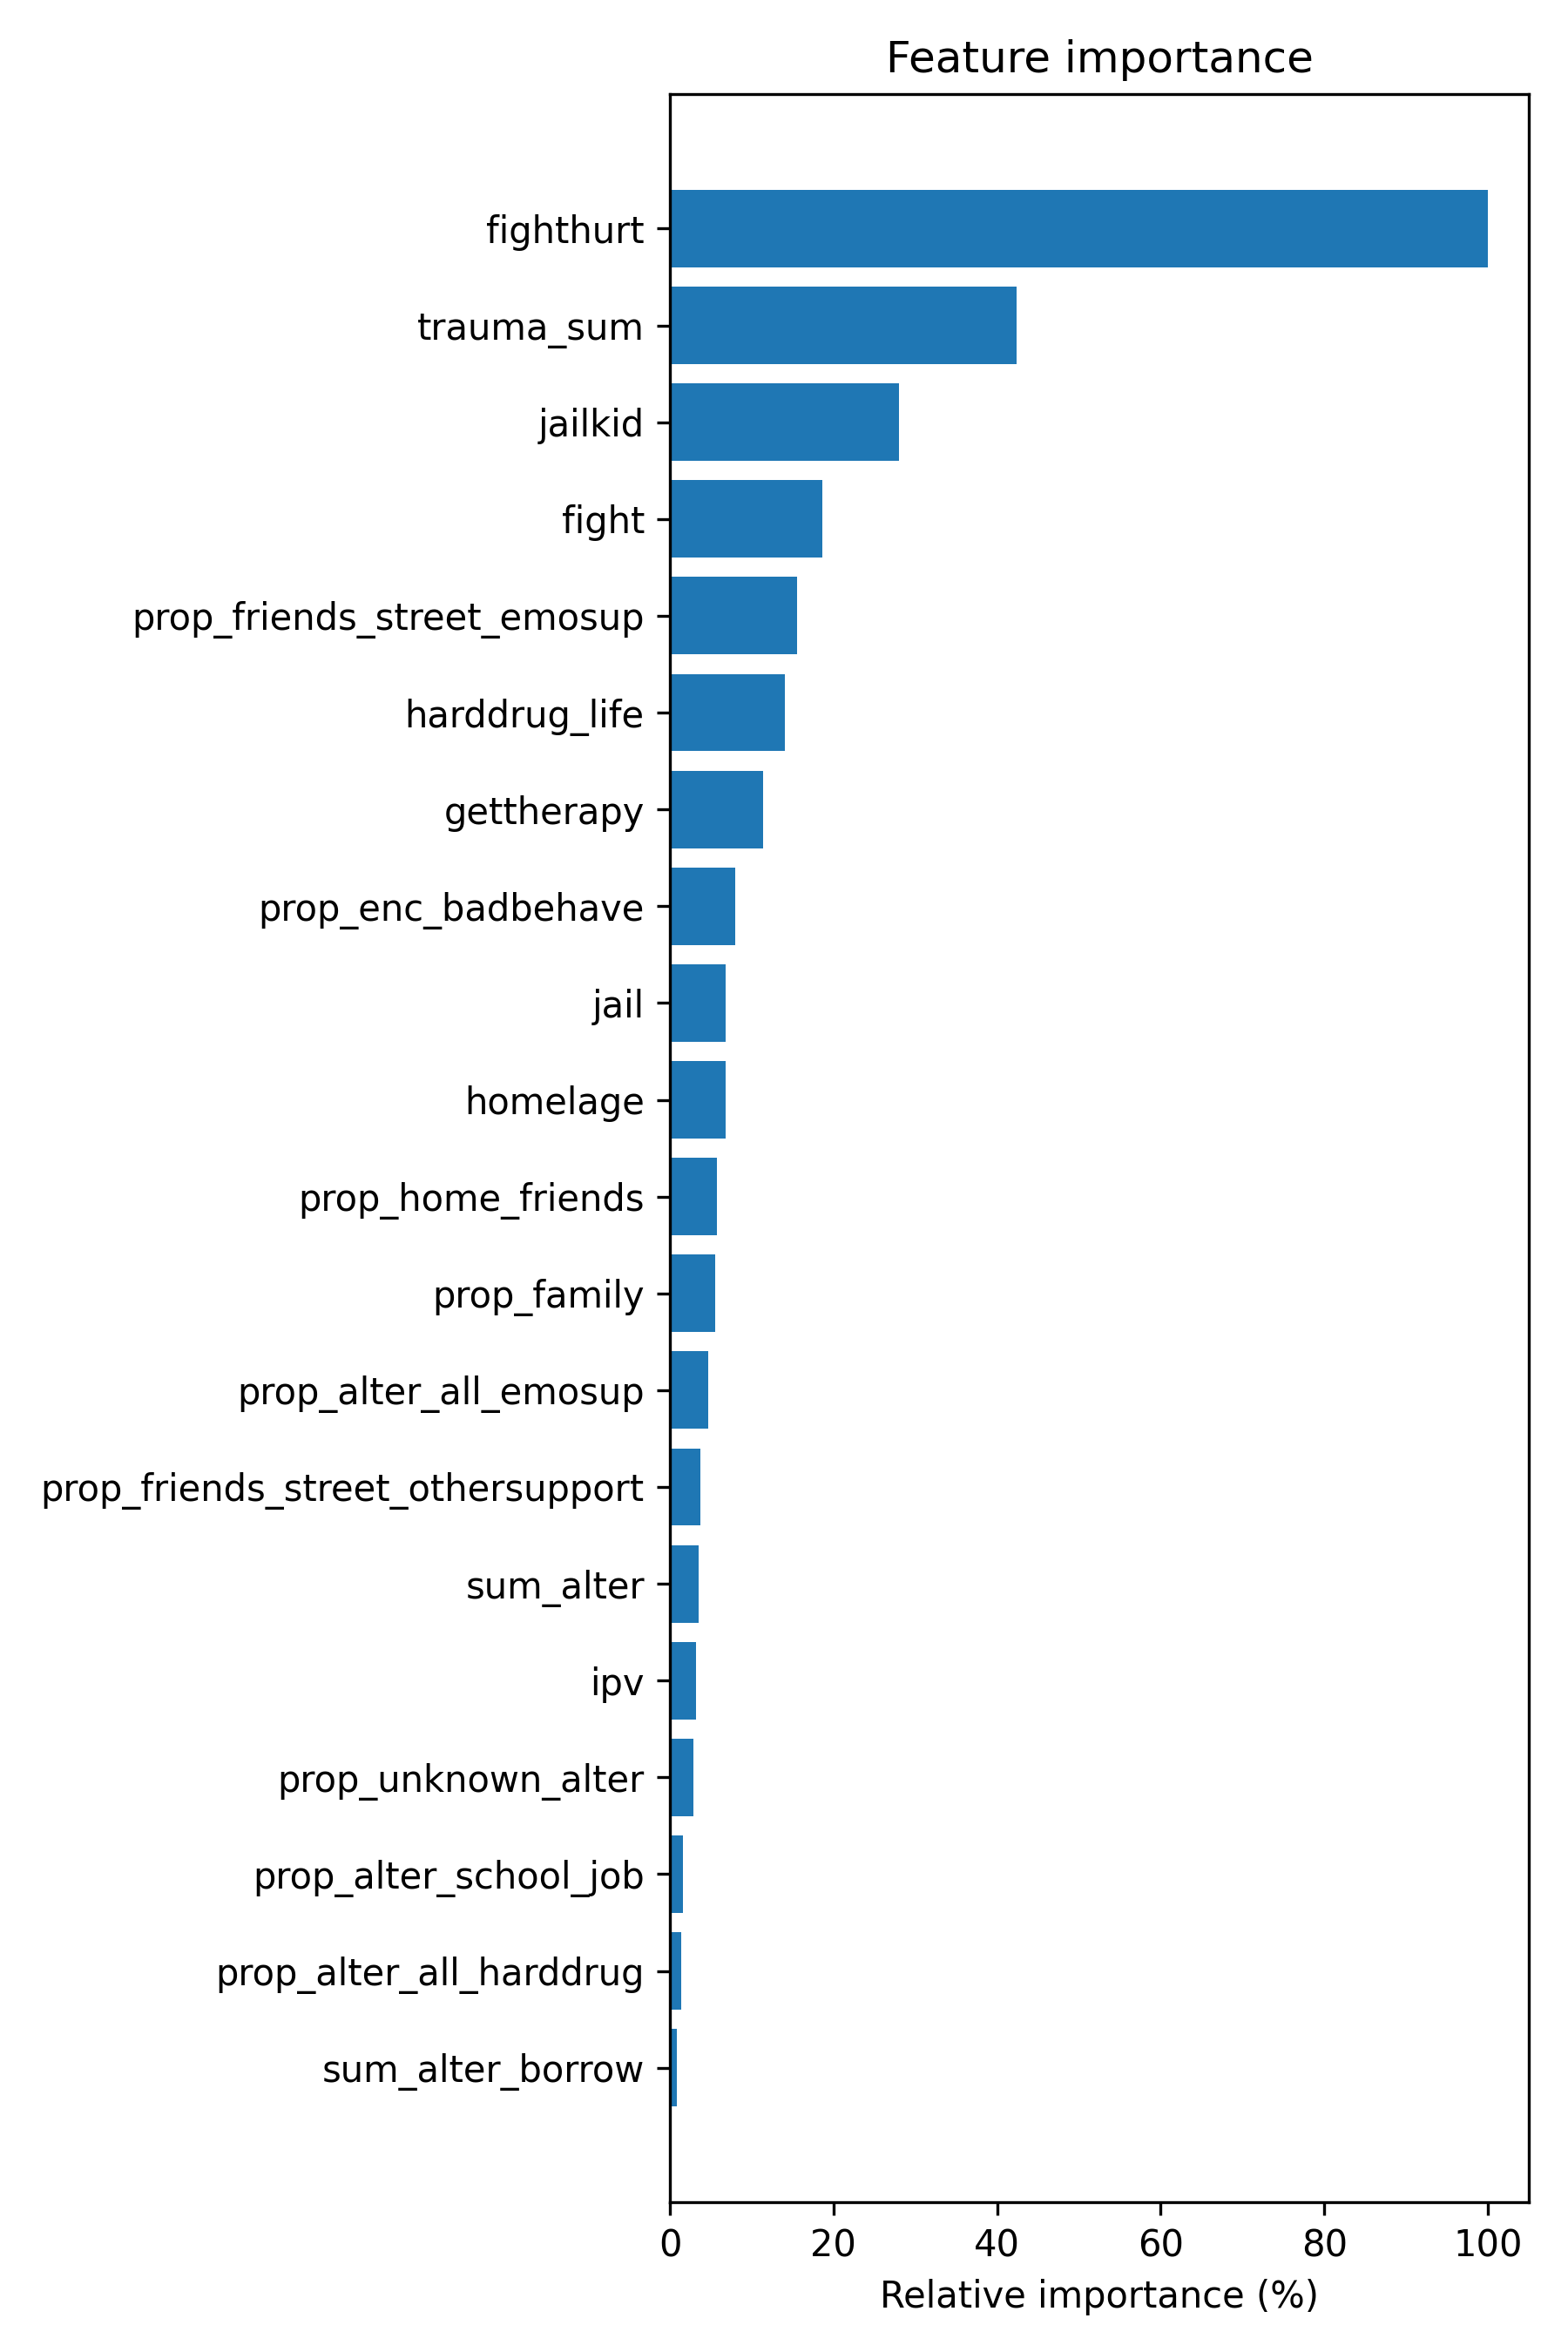 Feature importance
fighthurt
trauma_sum
jailkid
fight
prop_friends_street_emosup
harddrug_life
gettherapy
prop_enc_badbehave
jail
homelage
prop_home_friends
prop_family
prop_alter_all_emosup
prop_friends_street_othersupport
sum_alter
ipv
prop_unknown_alter
prop_alter_school_job
prop_alter_all_harddrug
sum_alter_borrow
0 20 40 60 80 100
Relative importance (%)